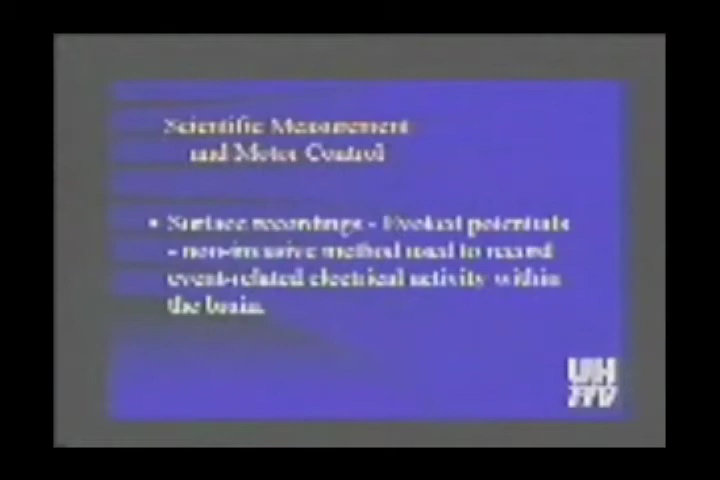 Scientific Measurement
and Motor Control
• Surface recordings - Evoked potentials
- non-invasive method used to record
event-related electrical activity within
the brain.
UH